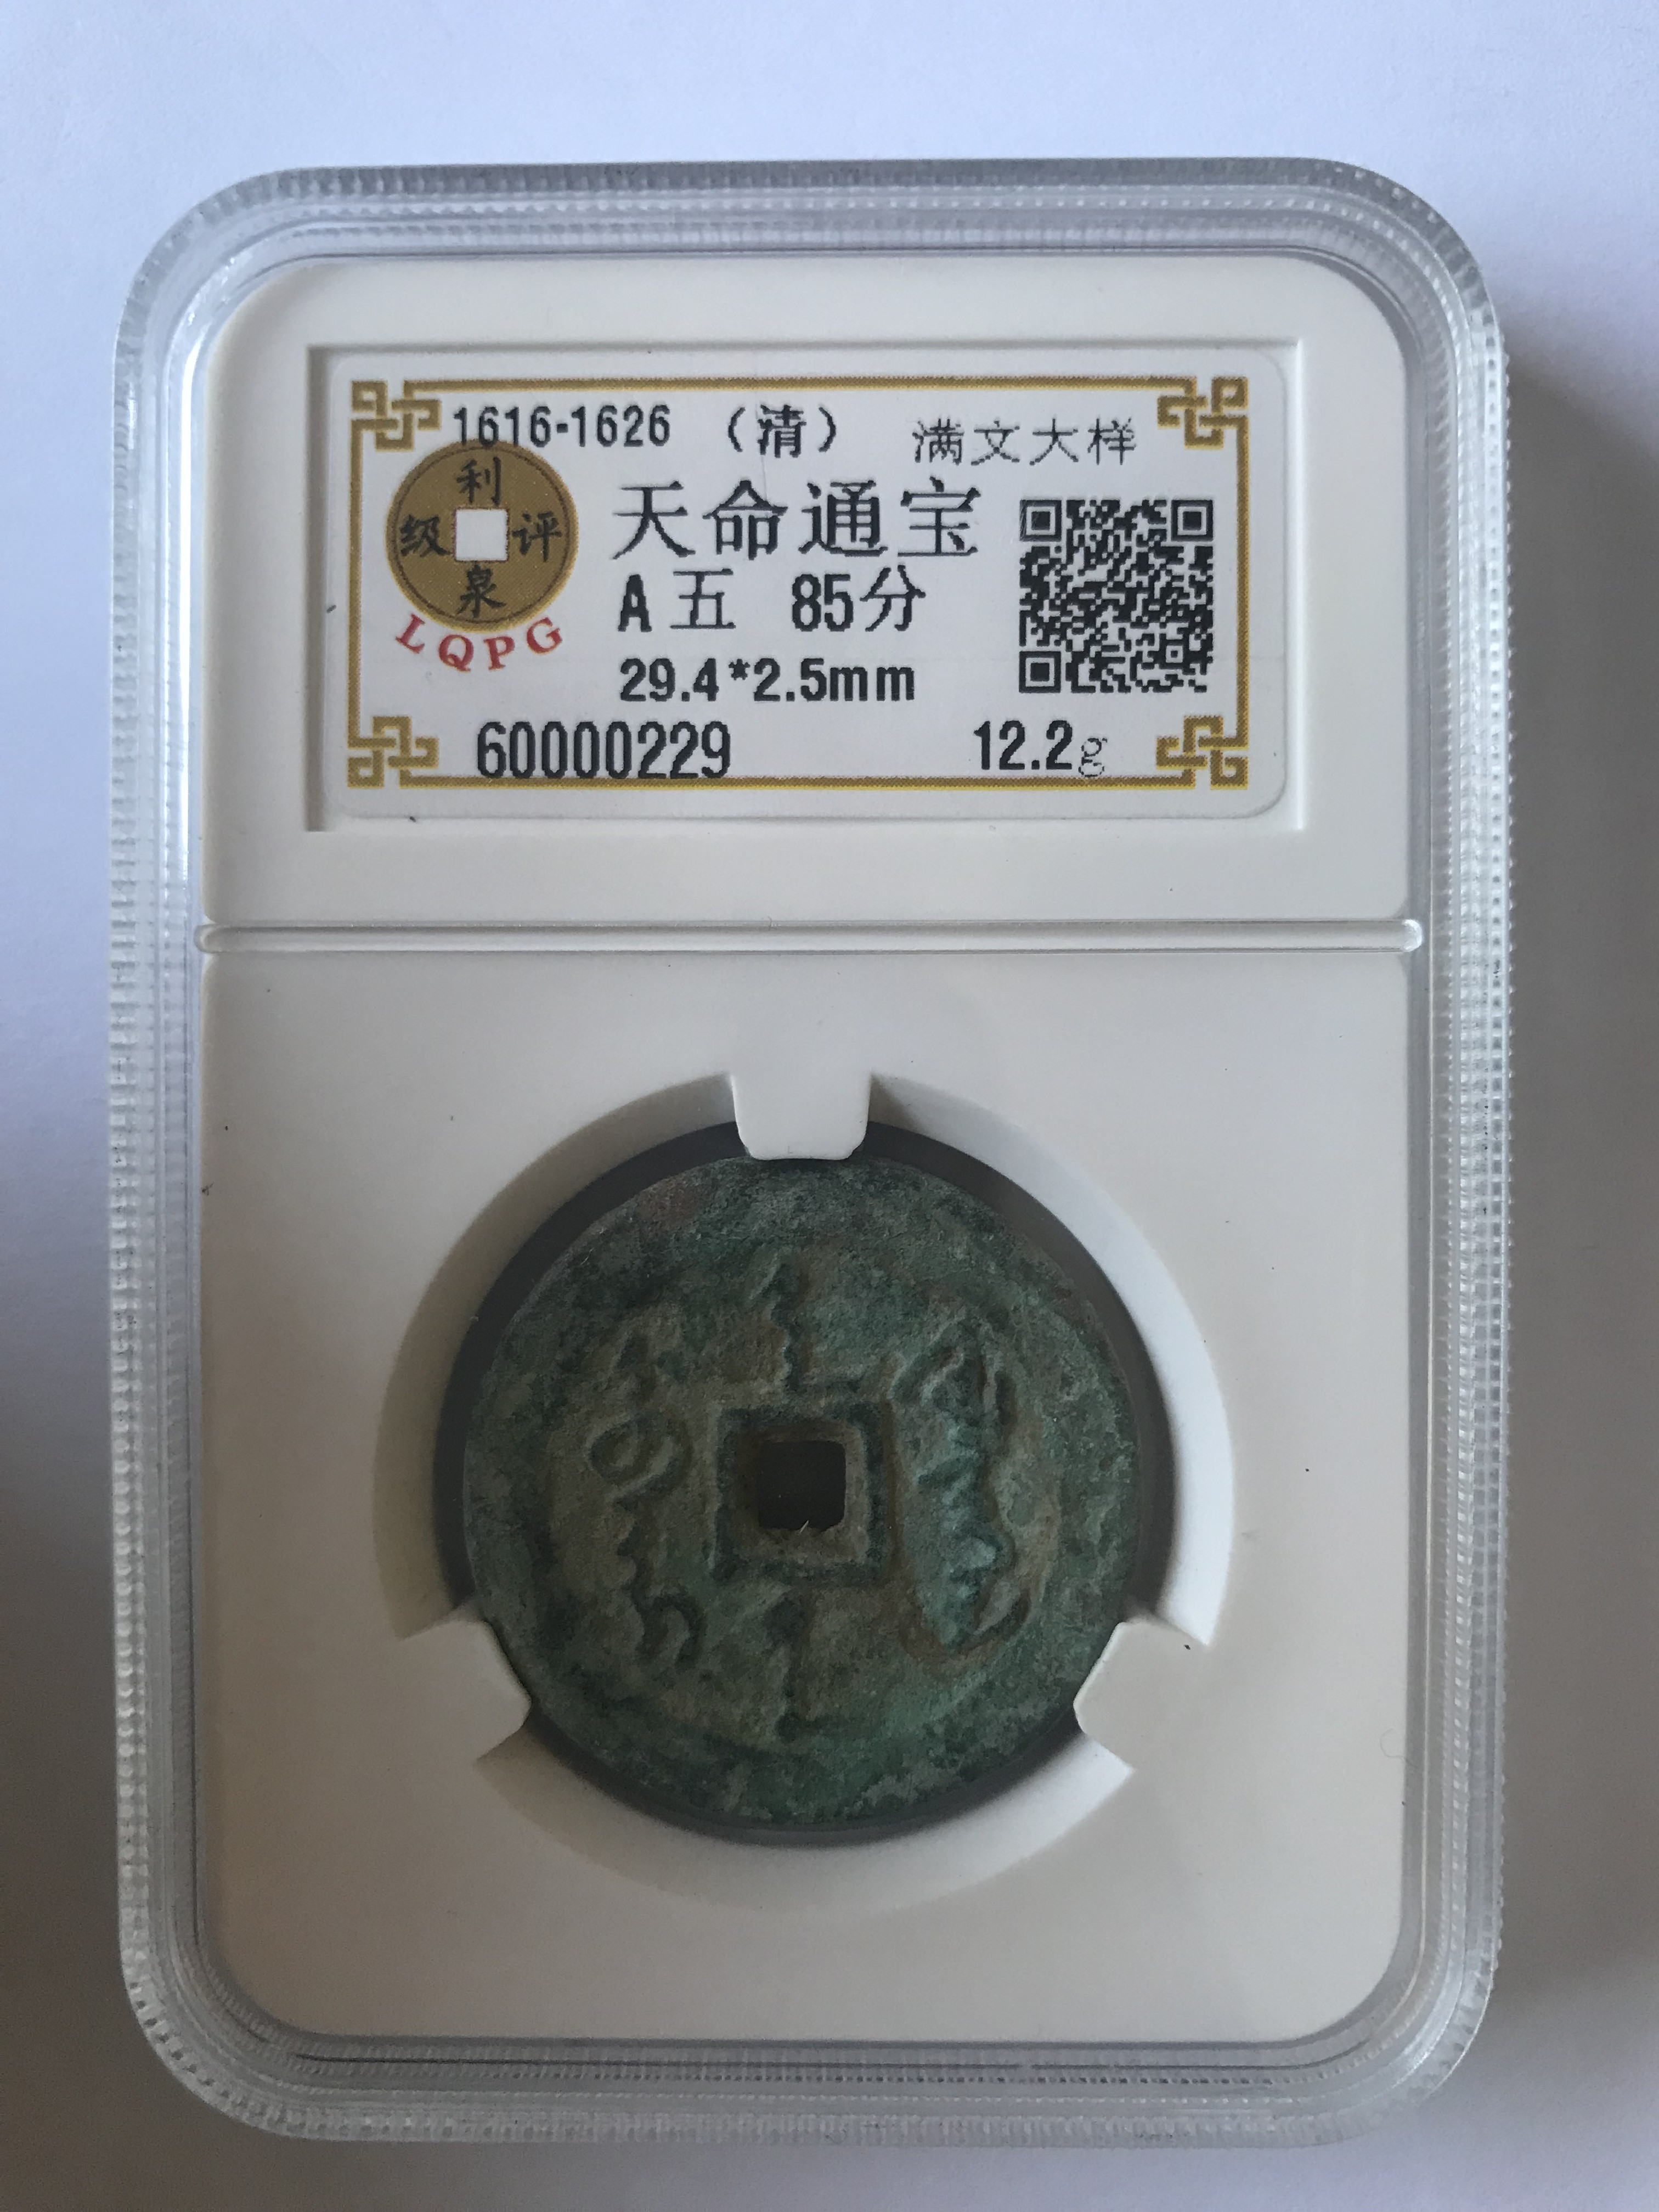 1616-1626 （清） 满文大样
利
级 评
泉
LQPG
天命通宝
A 五 85分
29.4*2.5mm
60000229 12.2g